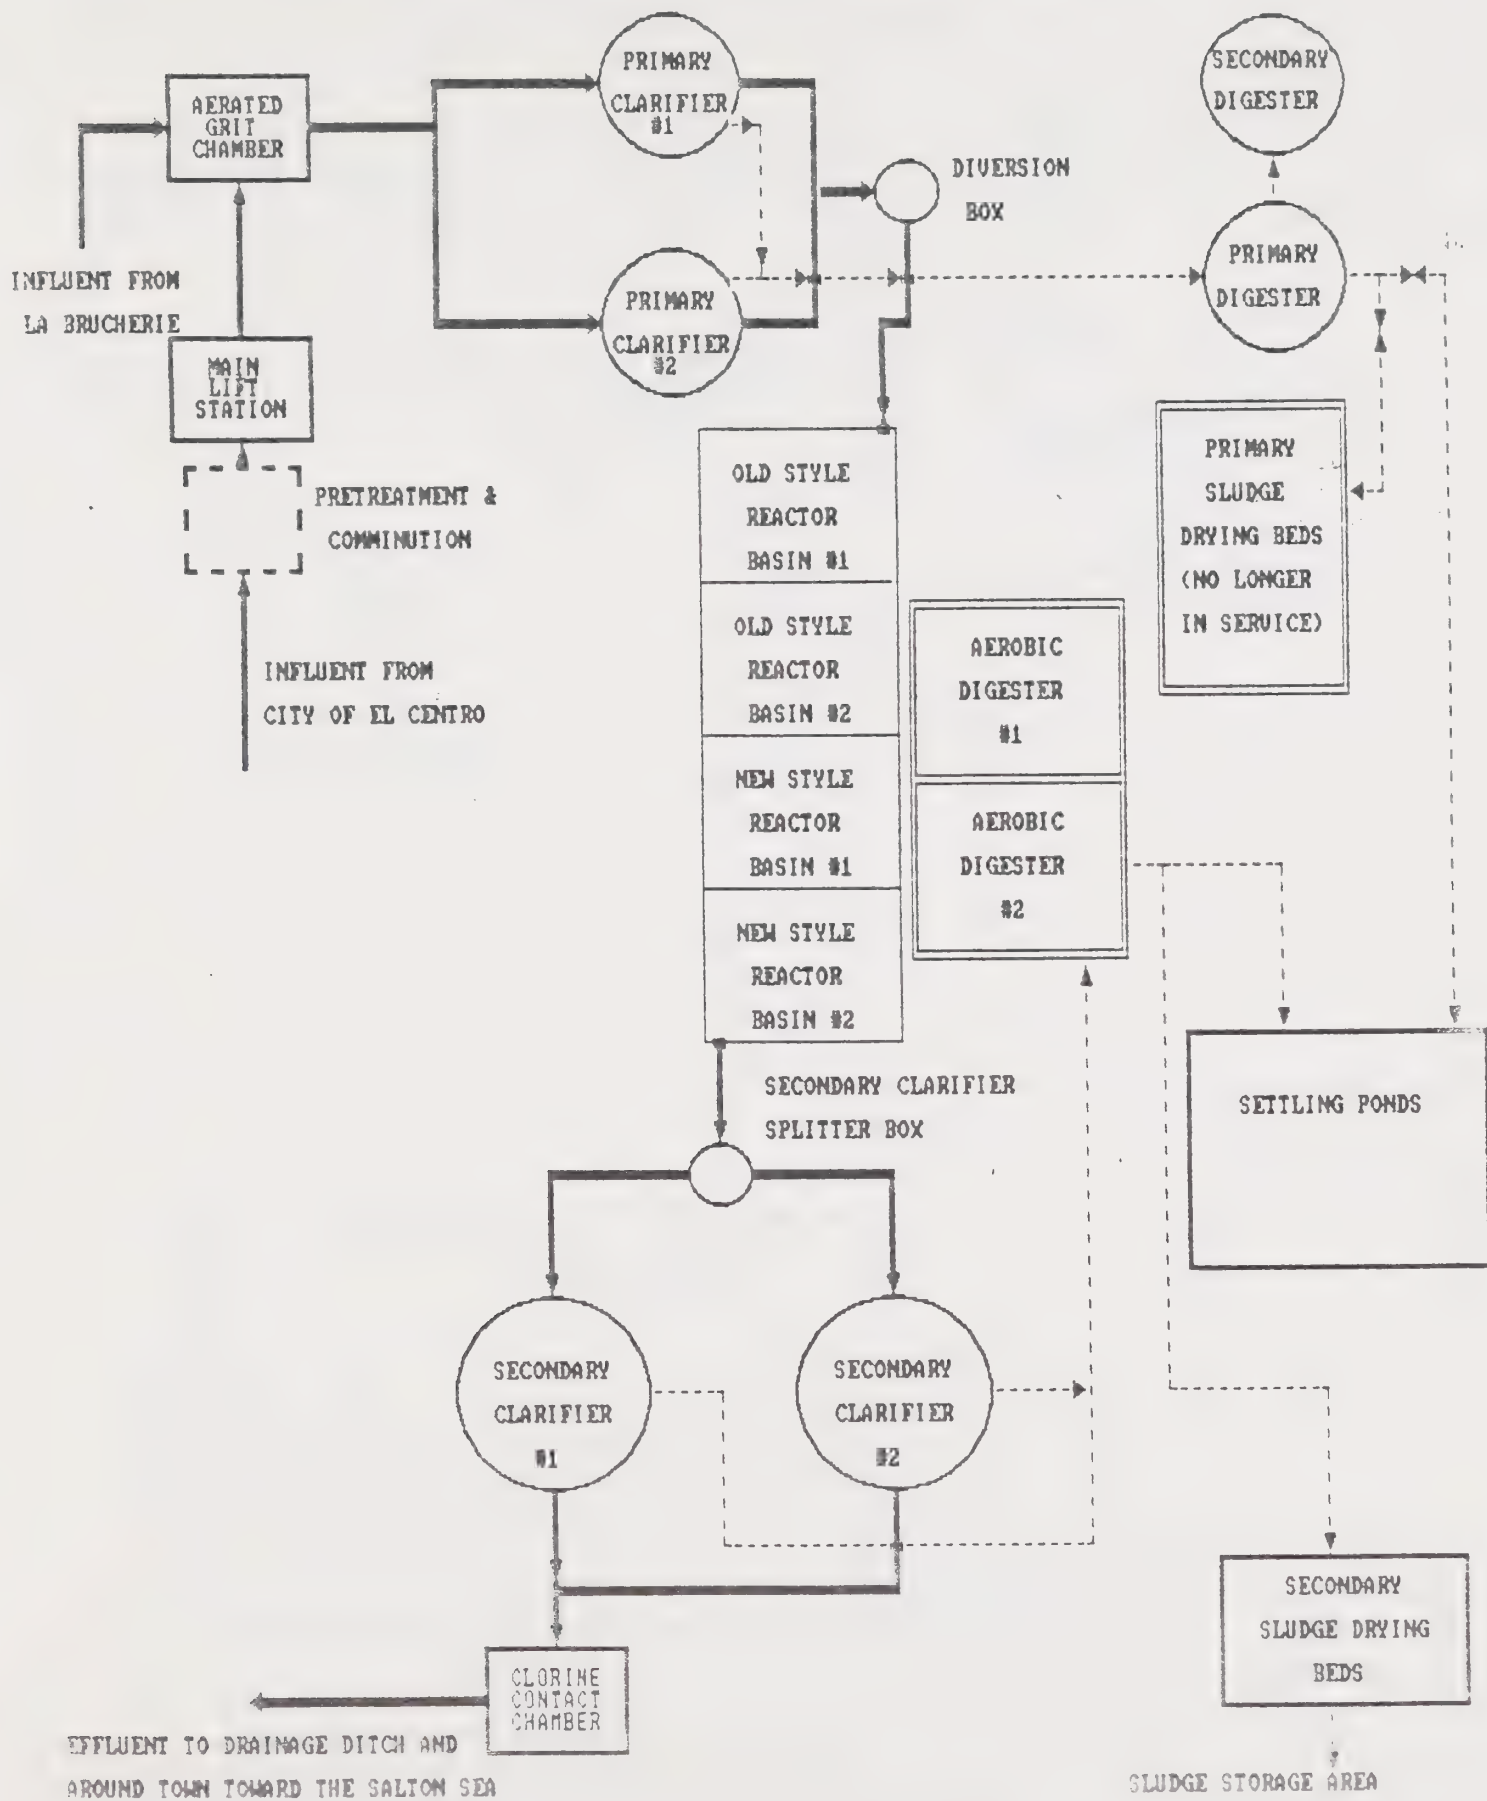 PRIMARY
CLARIFIER
#1
SECONDARY
DIGESTER
AERATED
GRIT
CHAMBER
DIVERSION
BOX
INFLUENT FROM
LA BRUCHERIE
PRIMARY
CLARIFIER
#2
PRIMARY
DIGESTER
MAIN
LIFT
STATION
PRETREATMENT &
COMMINUTION
INFLUENT FROM
CITY OF EL CENTRO
OLD STYLE
REACTOR
BASIN #1
OLD STYLE
REACTOR
BASIN #2
NEW STYLE
REACTOR
BASIN #1
NEW STYLE
REACTOR
BASIN #2
AEROBIC
DIGESTER
#1
AEROBIC
DIGESTER
#2
PRIMARY
SLUDGE
DRYING BEDS
(NO LONGER
IN SERVICE)
SETTLING PONDS
SECONDARY CLARIFIER
SPLITTER BOX
SECONDARY
CLARIFIER
#1
SECONDARY
CLARIFIER
#2
SECONDARY
SLUDGE DRYING
BEDS
CLORINE
CONTACT
CHAMBER
EFFLUENT TO DRAINAGE DITCH AND
AROUND TOWN TOWARD THE SALTON SEA
SLUDGE STORAGE AREA